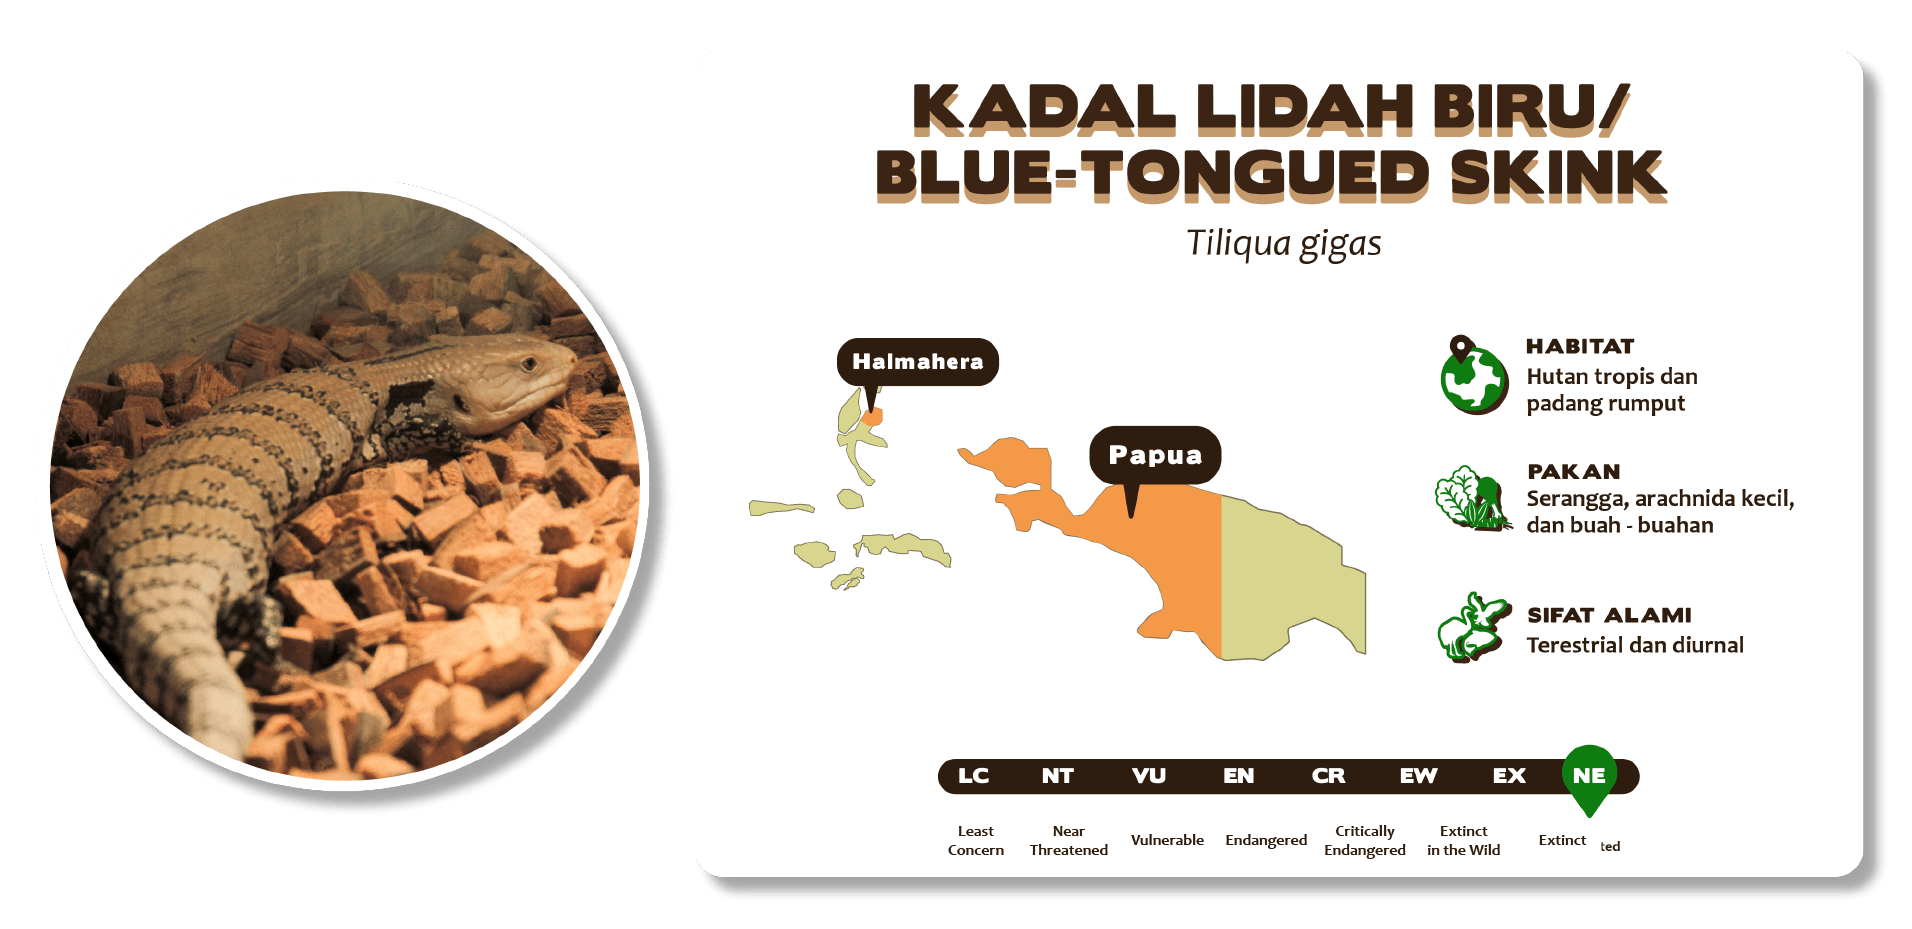 KADAL LIDAH BIRU/
BLUE-TONGUED SKINK
Tiliqua gigas
Halmahera
Papua
HABITAT
Hutan tropis dan
padang rumput
PAKAN
Serangga, arachnida kecil,
dan buah - buahan
SIFAT ALAMI
Terestrial dan diurnal
LC NT VU EN CR EW EX NE
Least
Concern
Near
Threatened
Vulnerable
Endangered
Critically
Endangered
Extinct
in the Wild
Extinct